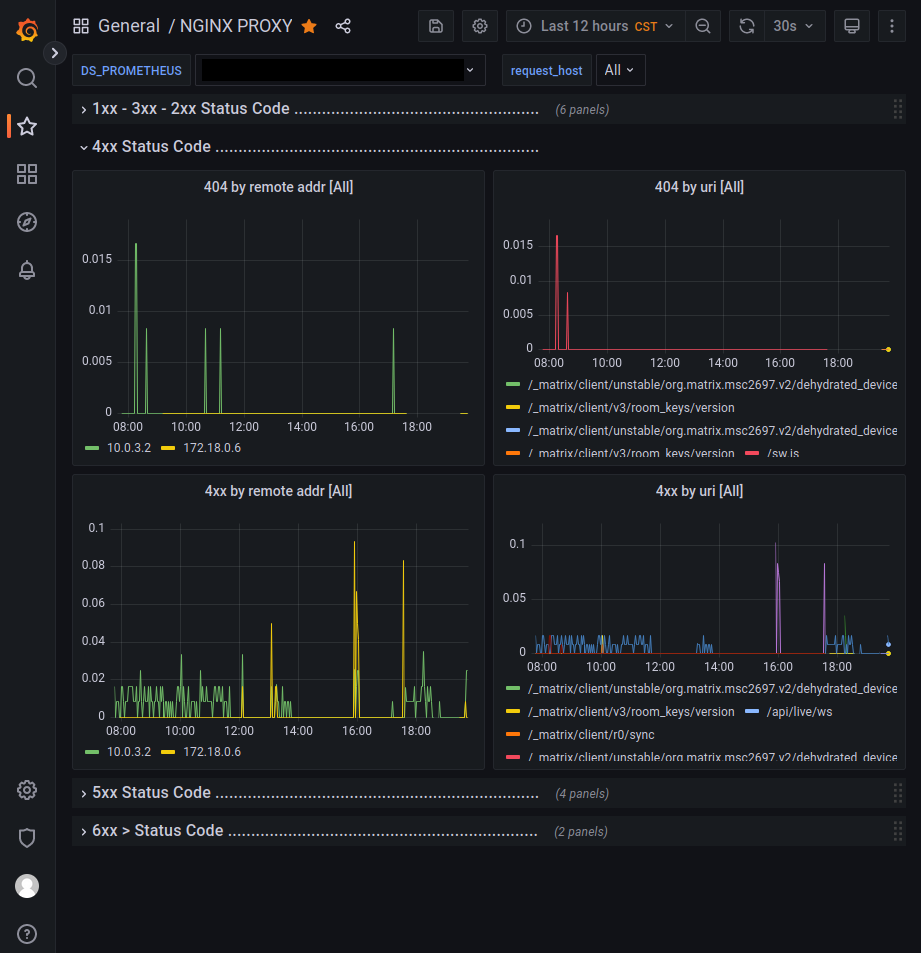 General / NGINX PROXY
Last 12 hours CST
30s
DS_PROMETHEUS
request_host
All
1xx - 3xx - 2xx Status Code ....................................................
(6 panels)
4xx Status Code .....................................................................
404 by remote addr [All]
0.015
0.01
0.005
0
08:00 10:00 12:00 14:00 16:00 18:00
10.0.3.2 172.18.0.6
404 by uri [All]
0.015
0.01
0.005
0
08:00 10:00 12:00 14:00 16:00 18:00
/_matrix/client/unstable/org.matrix.msc2697.v2/dehydrated_device
/_matrix/client/v3/room_keys/version
/_matrix/client/unstable/org.matrix.msc2697.v2/dehydrated_device
/_matrix/client/v3/room_keys/version /sw.js
4xx by remote addr [All]
0.1
0.08
0.06
0.04
0.02
0
08:00 10:00 12:00 14:00 16:00 18:00
10.0.3.2 172.18.0.6
4xx by uri [All]
0.1
0.05
0
08:00 10:00 12:00 14:00 16:00 18:00
/_matrix/client/unstable/org.matrix.msc2697.v2/dehydrated_device
/_matrix/client/v3/room_keys/version /api/live/ws
/_matrix/client/r0/sync
/_matrix/client/unstable/org.matrix.msc2697.v2/dehydrated_device
5xx Status Code .....................................................................
(4 panels)
6xx > Status Code ..................................................................
(2 panels)